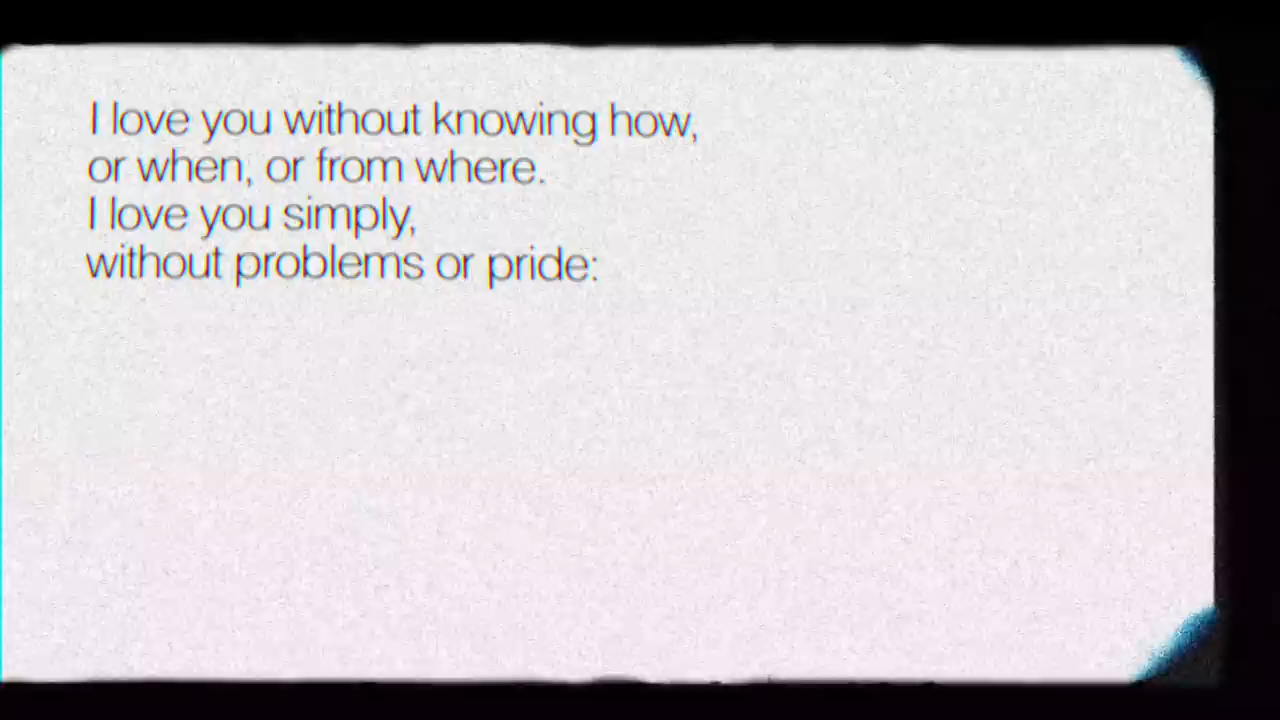 I love you without knowing how,
or when, or from where.
I love you simply,
without problems or pride: